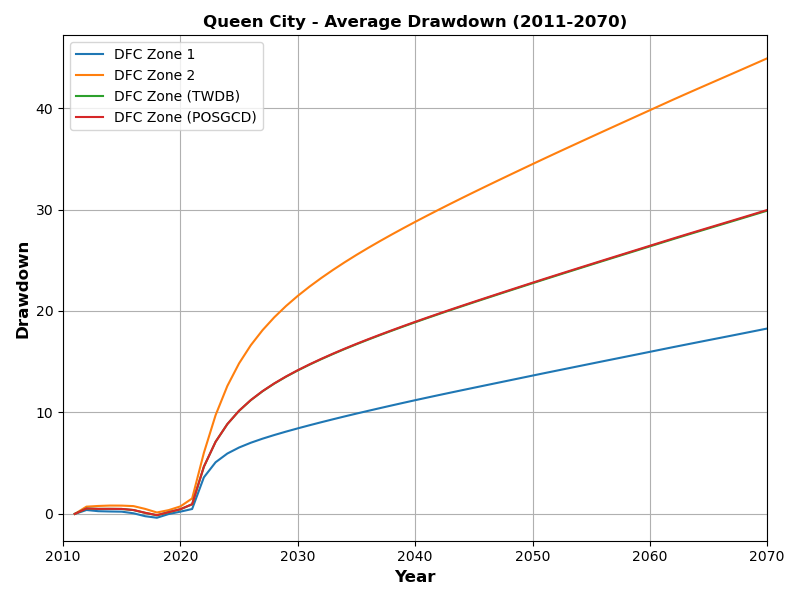 Queen City - Average Drawdown (2011-2070)
DFC Zone 1
DFC Zone 2
DFC Zone (TWDB)
DFC Zone (POSGCD)
Drawdown
40
30
20
10
0
2010 2020 2030 2040 2050 2060 2070
Year